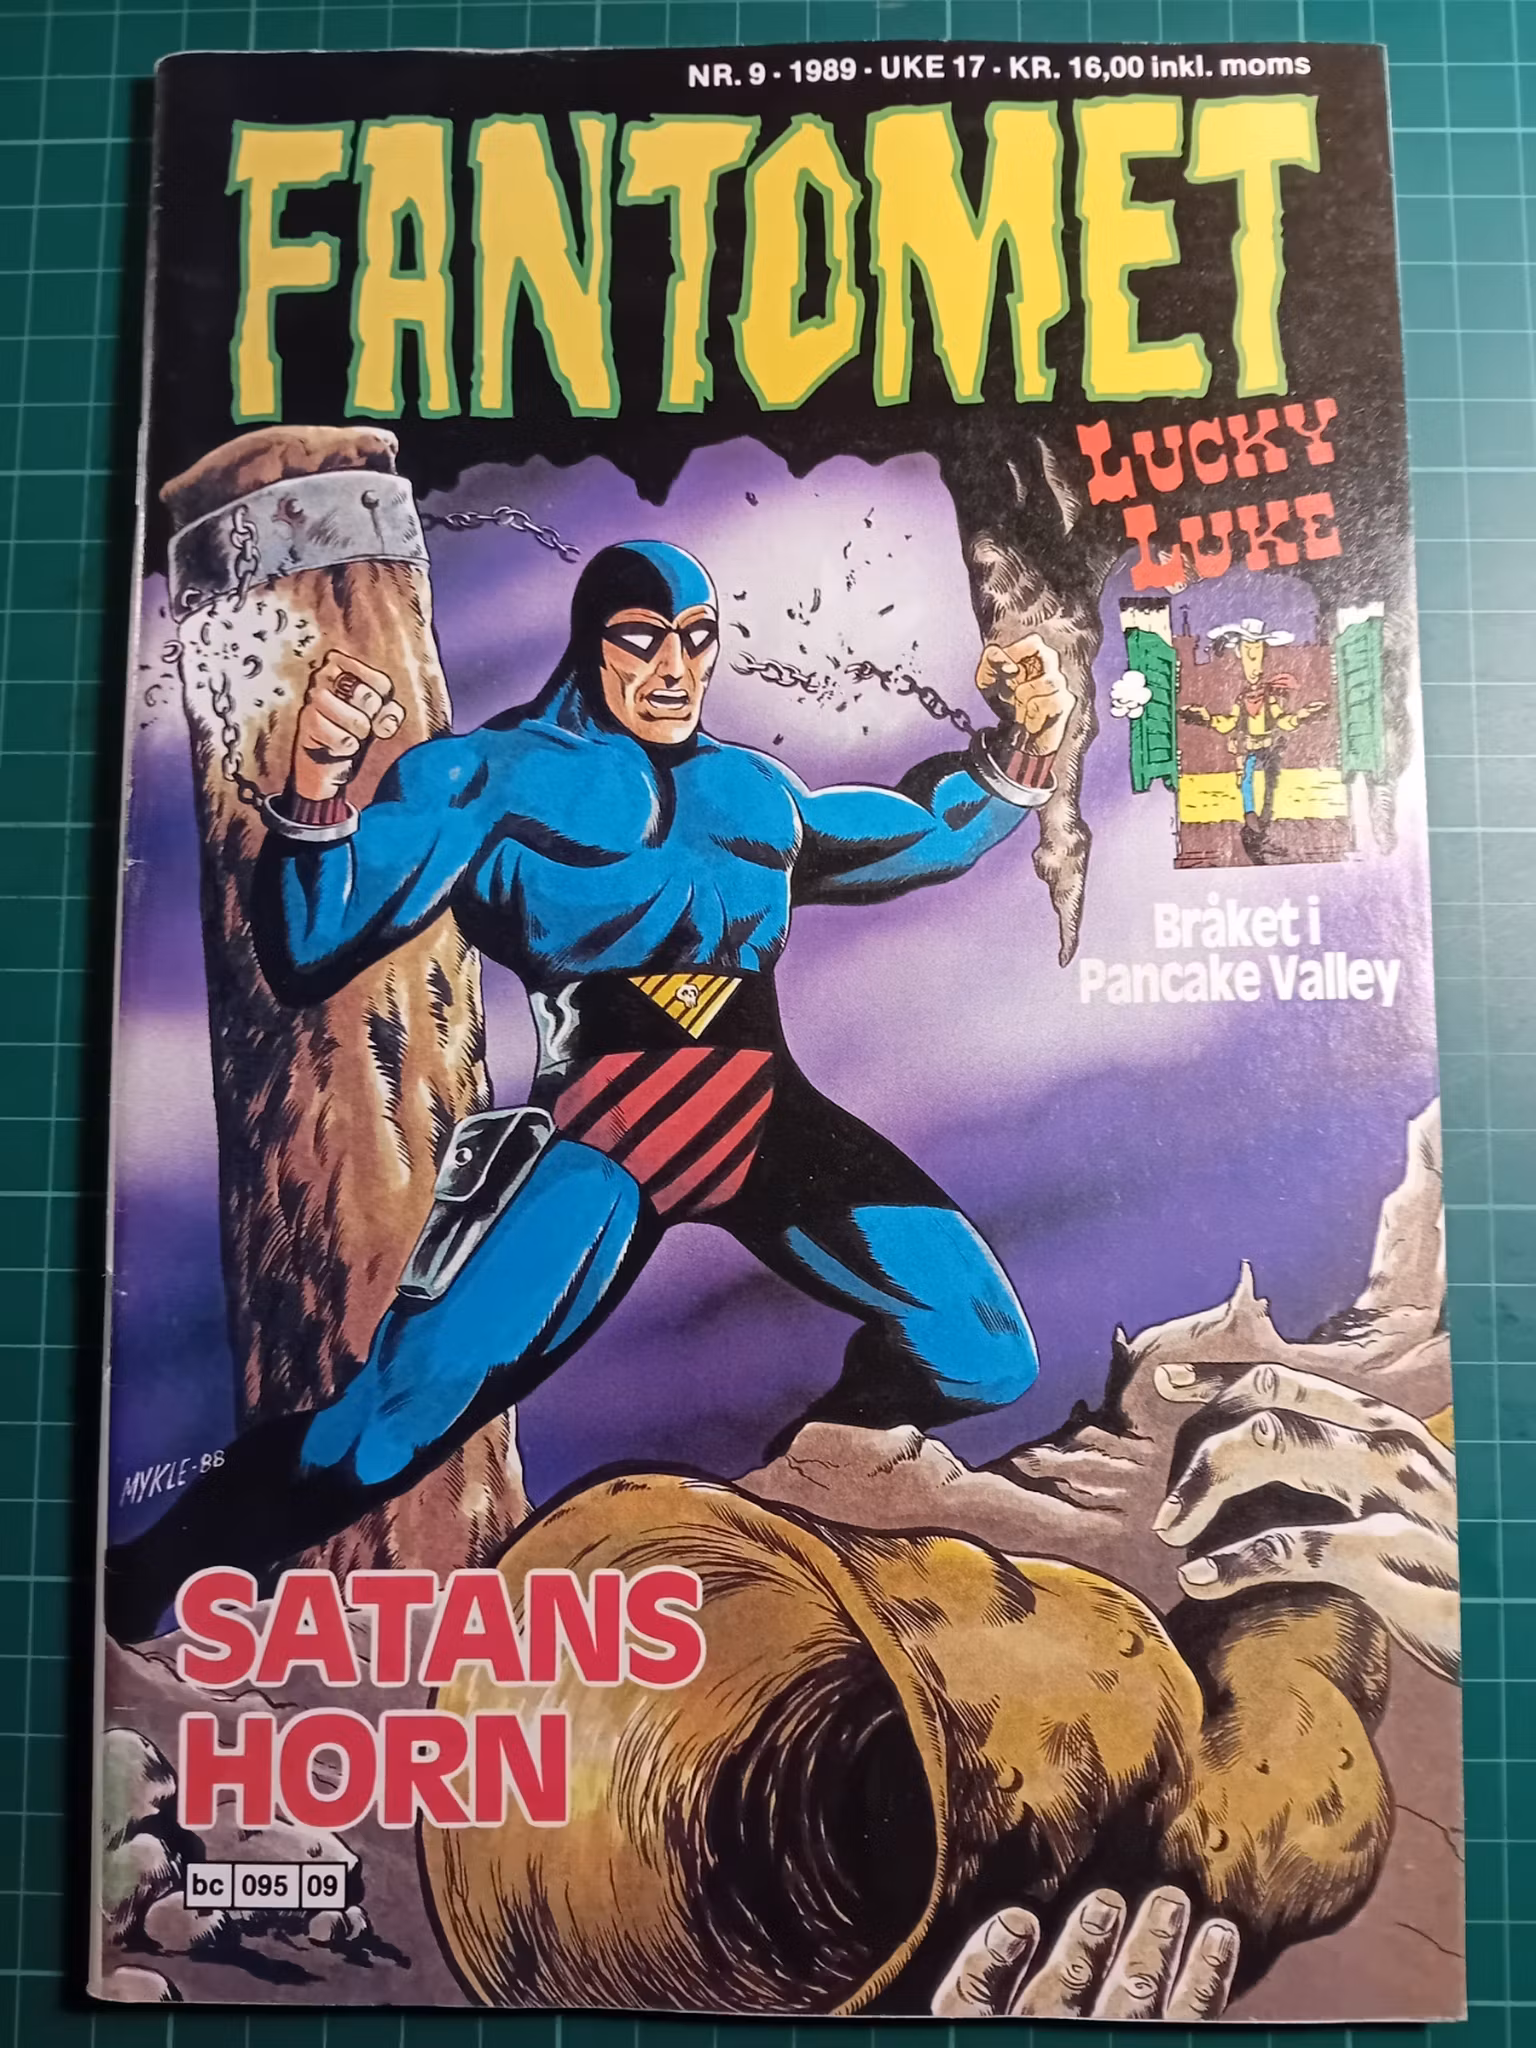 NR. 9 - 1989 - UKE 17 - KR. 16,00 inkl. moms
FANTOMET
LUCKY
LUKE
Bråket i
Pancake Valley
MYKLE-88
SATANS
HORN
bc 095 09